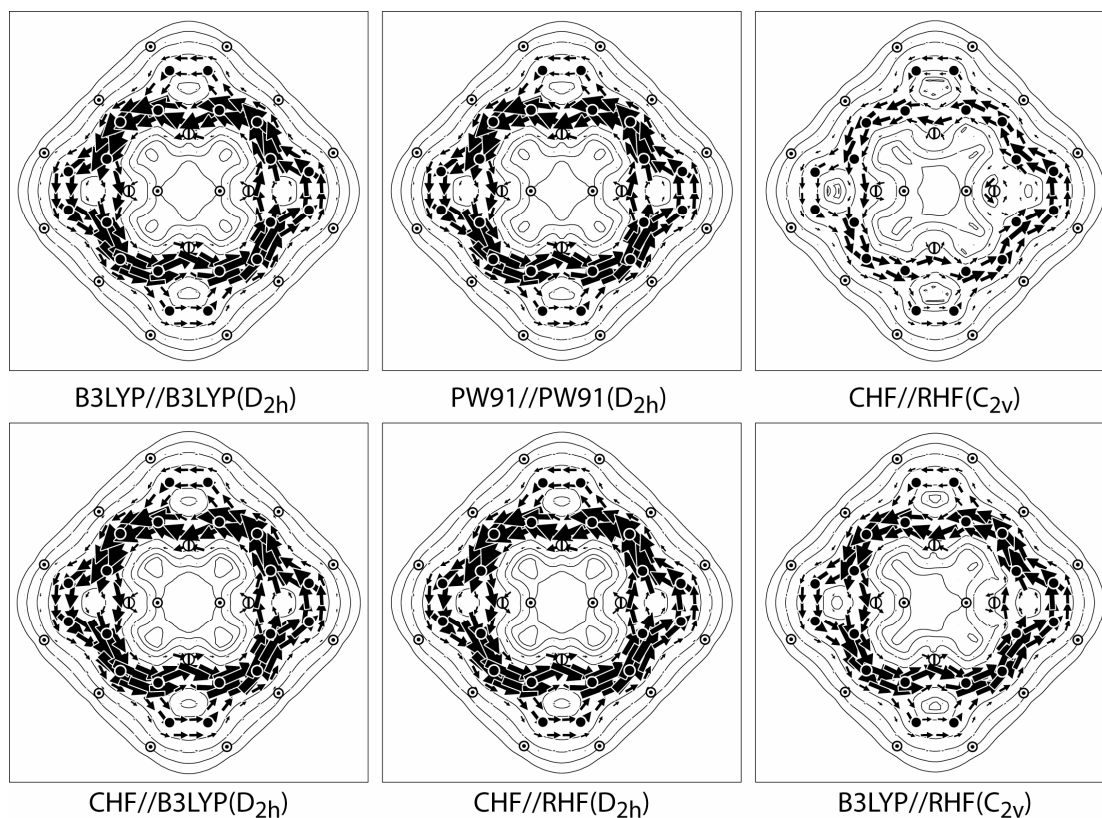 B3LYP//B3LYP(D2h)
PW91//PW91(D2h)
CHF//RHF(C2v)
CHF//B3LYP(D2h)
CHF//RHF(D2h)
B3LYP//RHF(C2v)